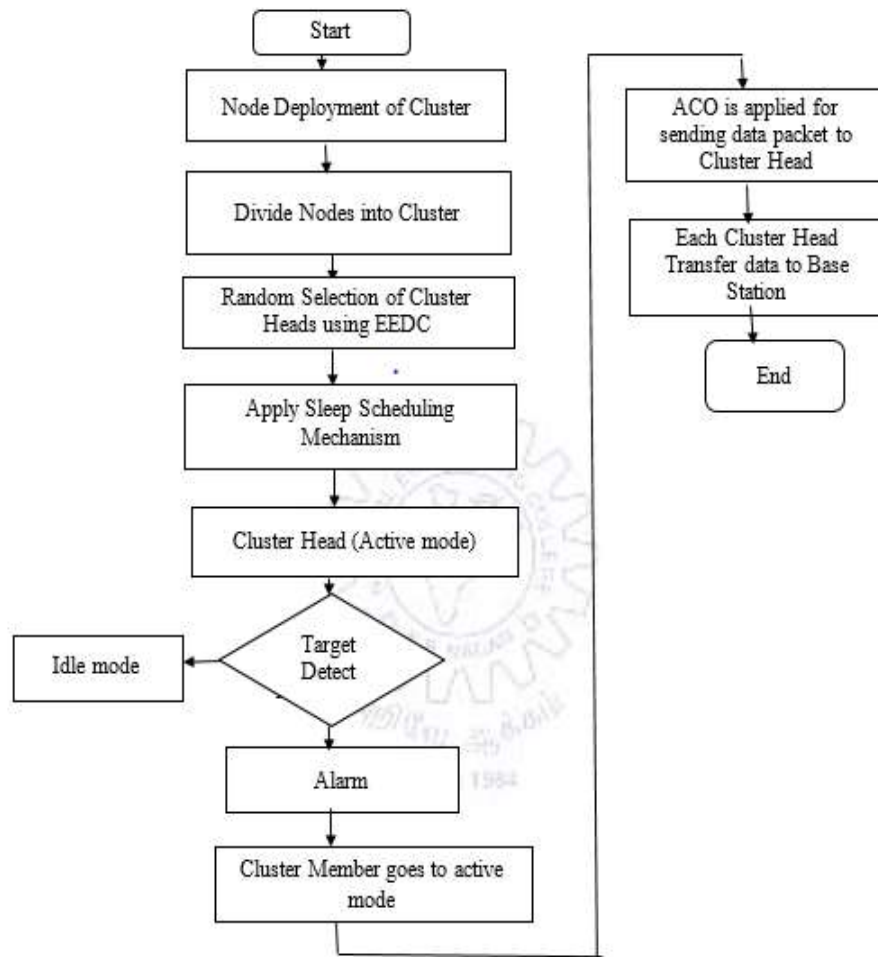 Start
Node Deployment of Cluster
Divide Nodes into Cluster
Random Selection of Cluster
Heads using EEDC
Apply Sleep Scheduling
Mechanism
Cluster Head (Active mode)
Target
Detect
Idle mode
Alarm
Cluster Member goes to active
mode
ACO is applied for
sending data packet to
Cluster Head
Each Cluster Head
Transfer data to Base
Station
End
1984